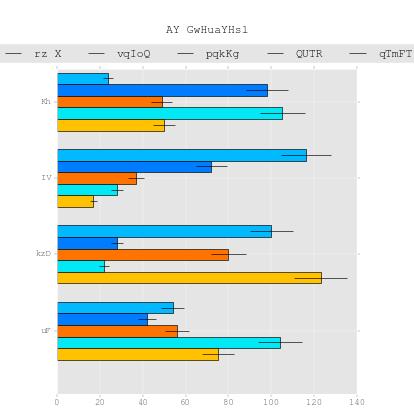 AY GwHuaYHsl
rz X vqIoQ pqkKg QUTR qTmFT
Kh
IV
kzD
uF
0 20 40 60 80 100 120 140